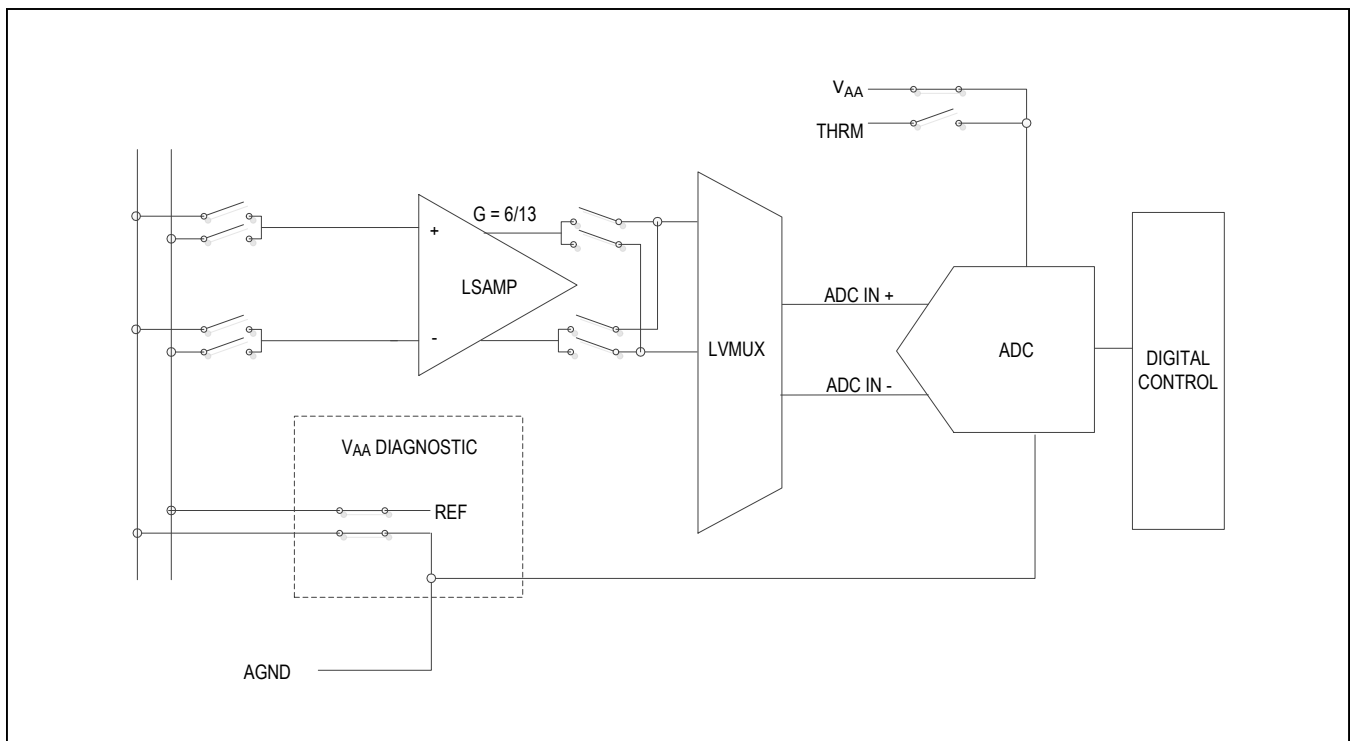 VAA
THRM
G = 6/13
+
LSAMP
-
LVMUX
ADC IN +
ADC IN -
ADC
DIGITAL
CONTROL
VAA DIAGNOSTIC
REF
AGND